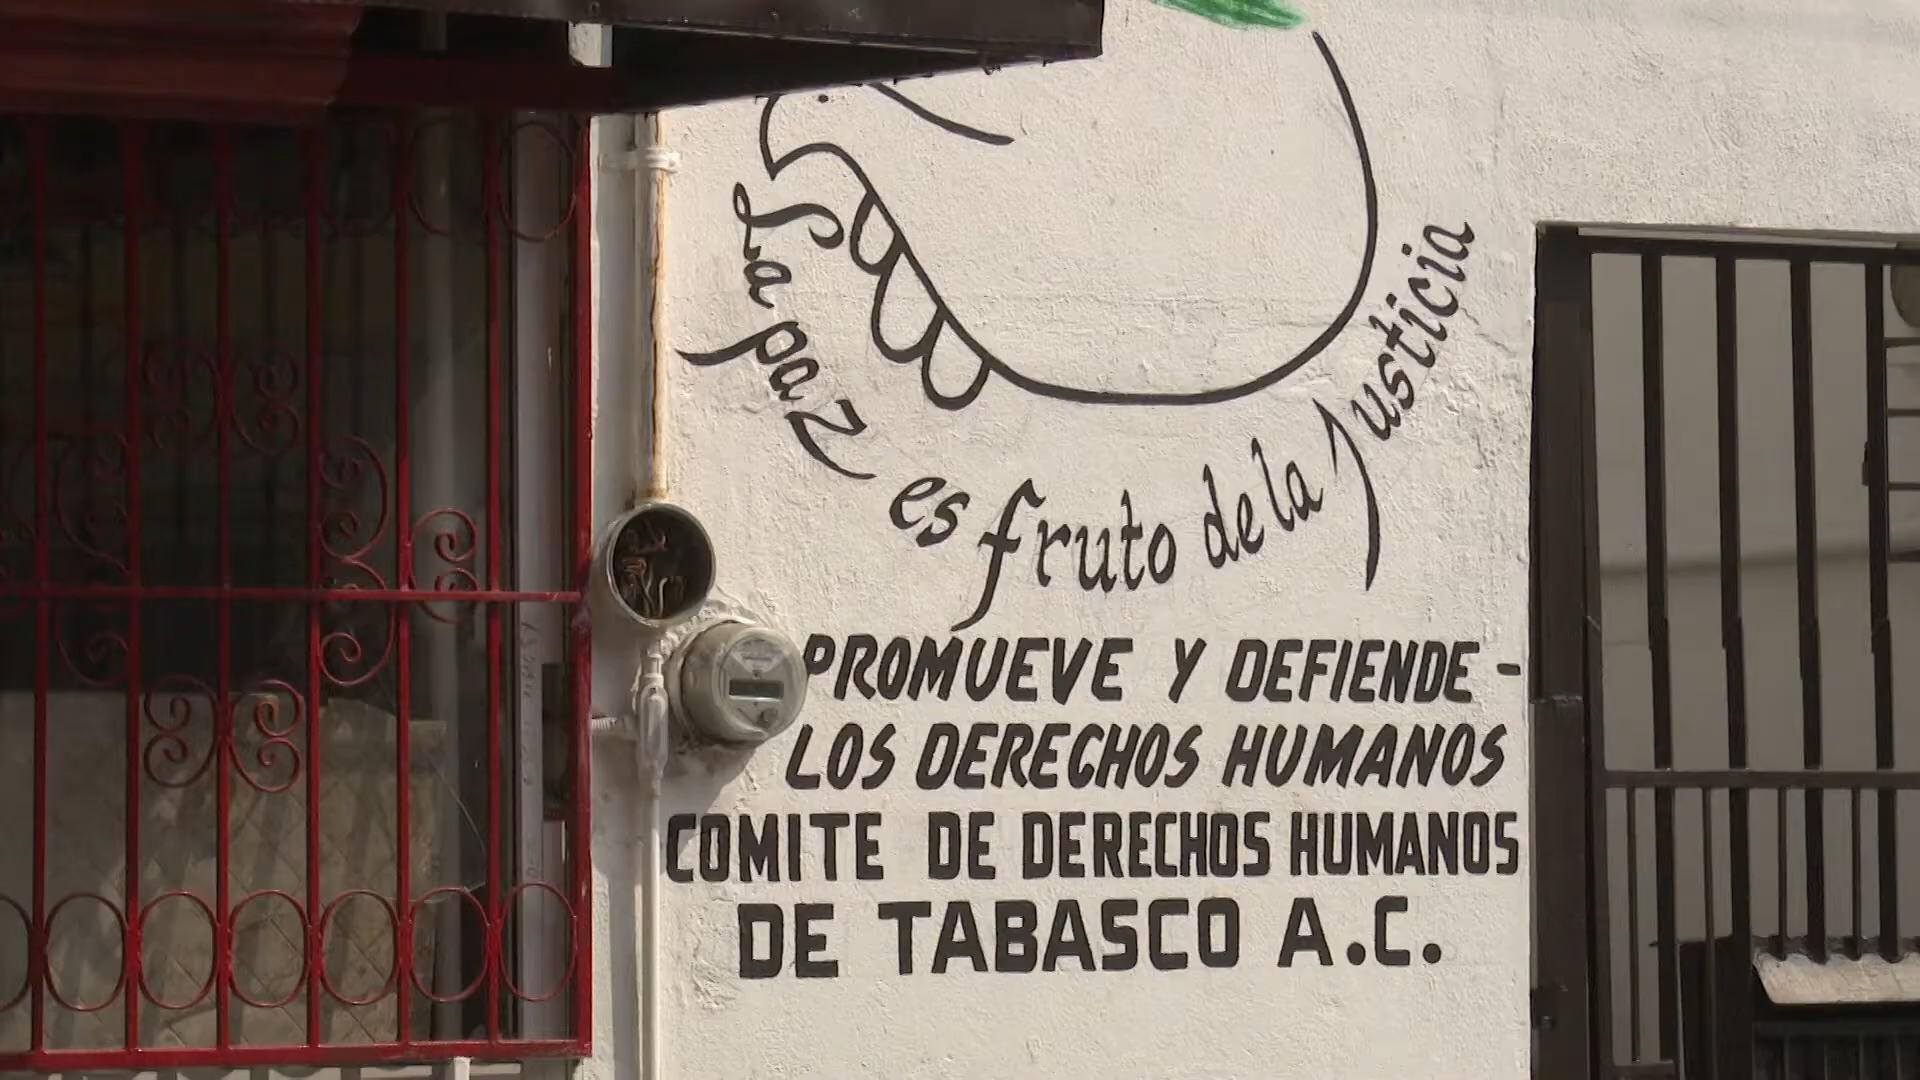 La paz es fruto de la Justicia
PROMUEVE Y DEFIENDE -
LOS DERECHOS HUMANOS
COMITE DE DERECHOS HUMANOS
DE TABASCO A.C.